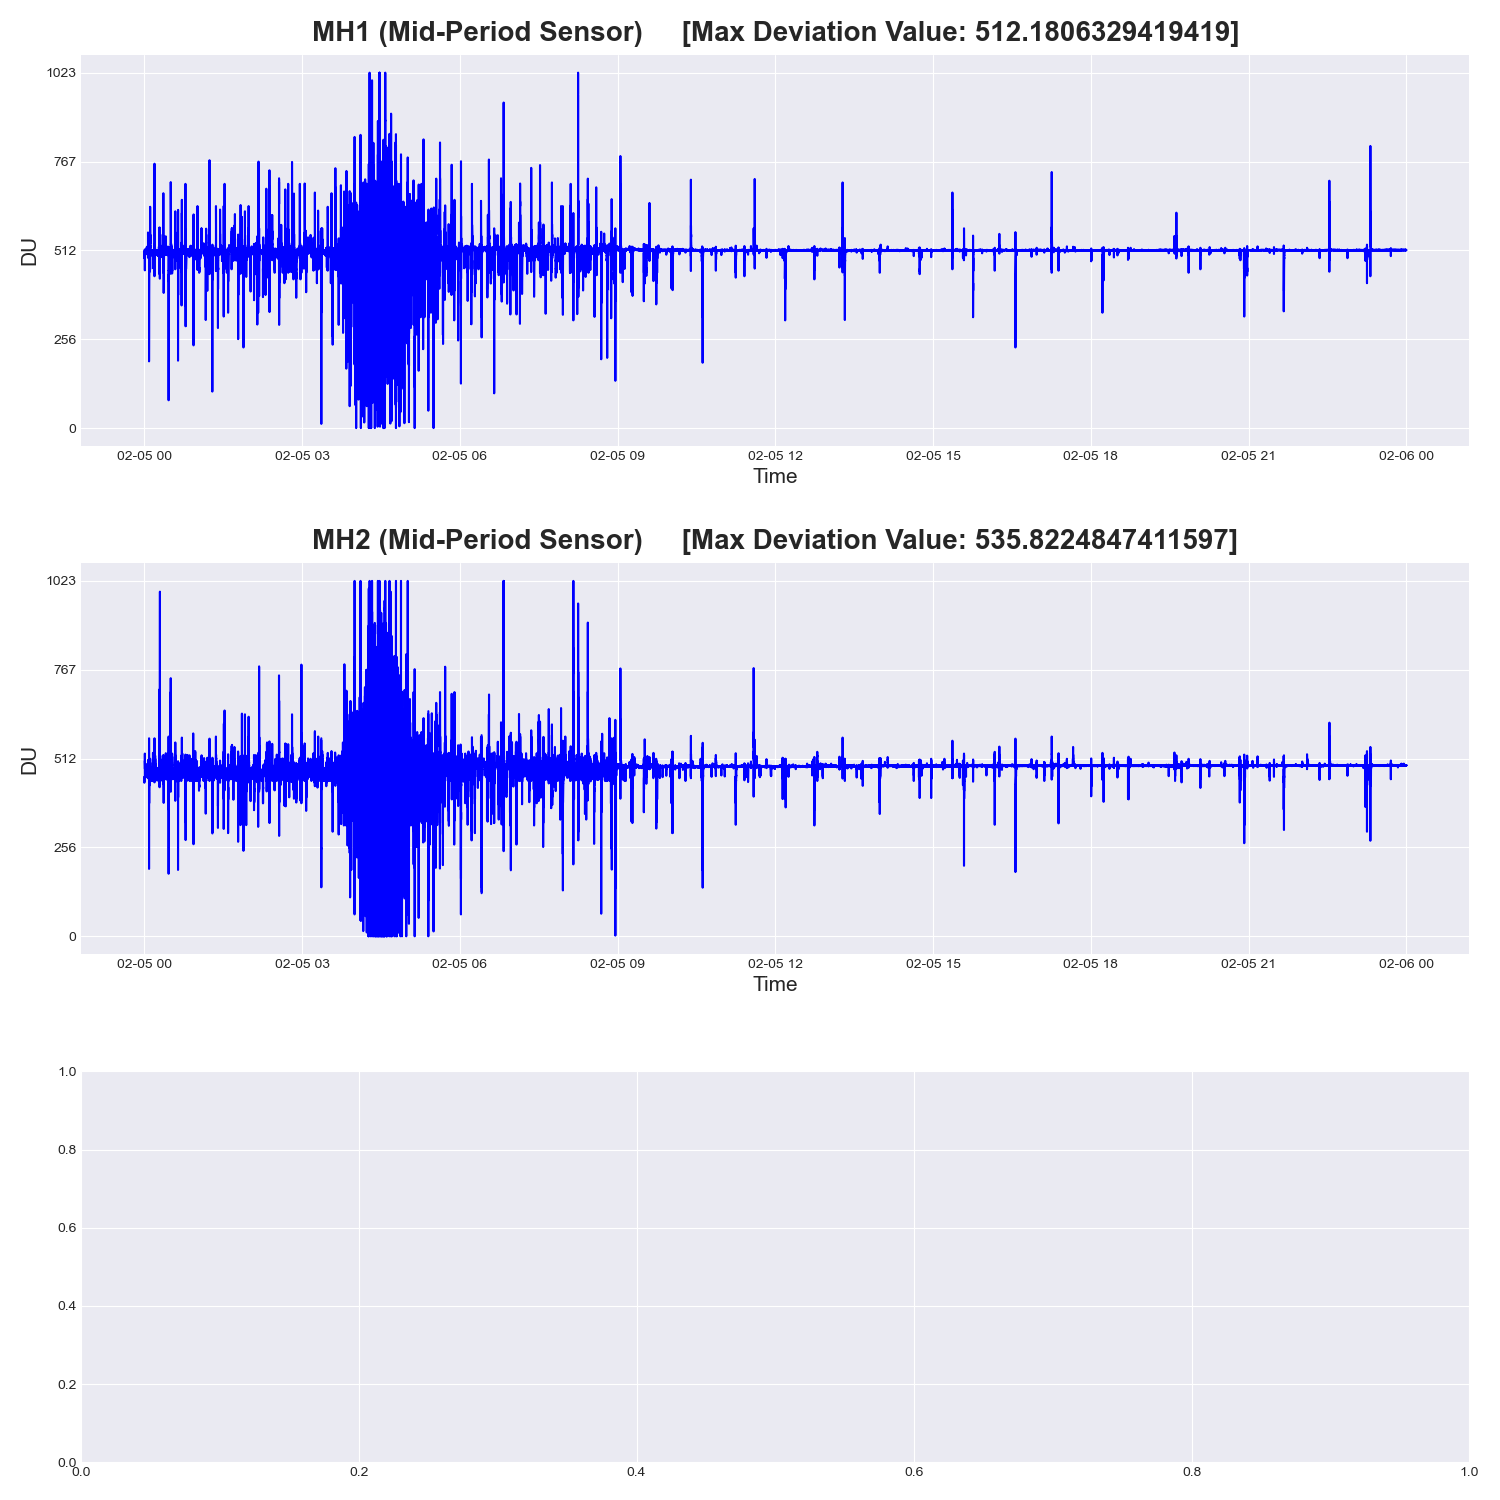 MH1 (Mid-Period Sensor) [Max Deviation Value: 512.1806329419419]
1023
767
512
256
0
DU
02-05 00 02-05 03 02-05 06 02-05 09 02-05 12 02-05 15 02-05 18 02-05 21 02-06 00
Time
MH2 (Mid-Period Sensor) [Max Deviation Value: 535.8224847411597]
1023
767
512
256
0
DU
02-05 00 02-05 03 02-05 06 02-05 09 02-05 12 02-05 15 02-05 18 02-05 21 02-06 00
Time
1.0
0.8
0.6
0.4
0.2
0.0
0.0 0.2 0.4 0.6 0.8 1.0